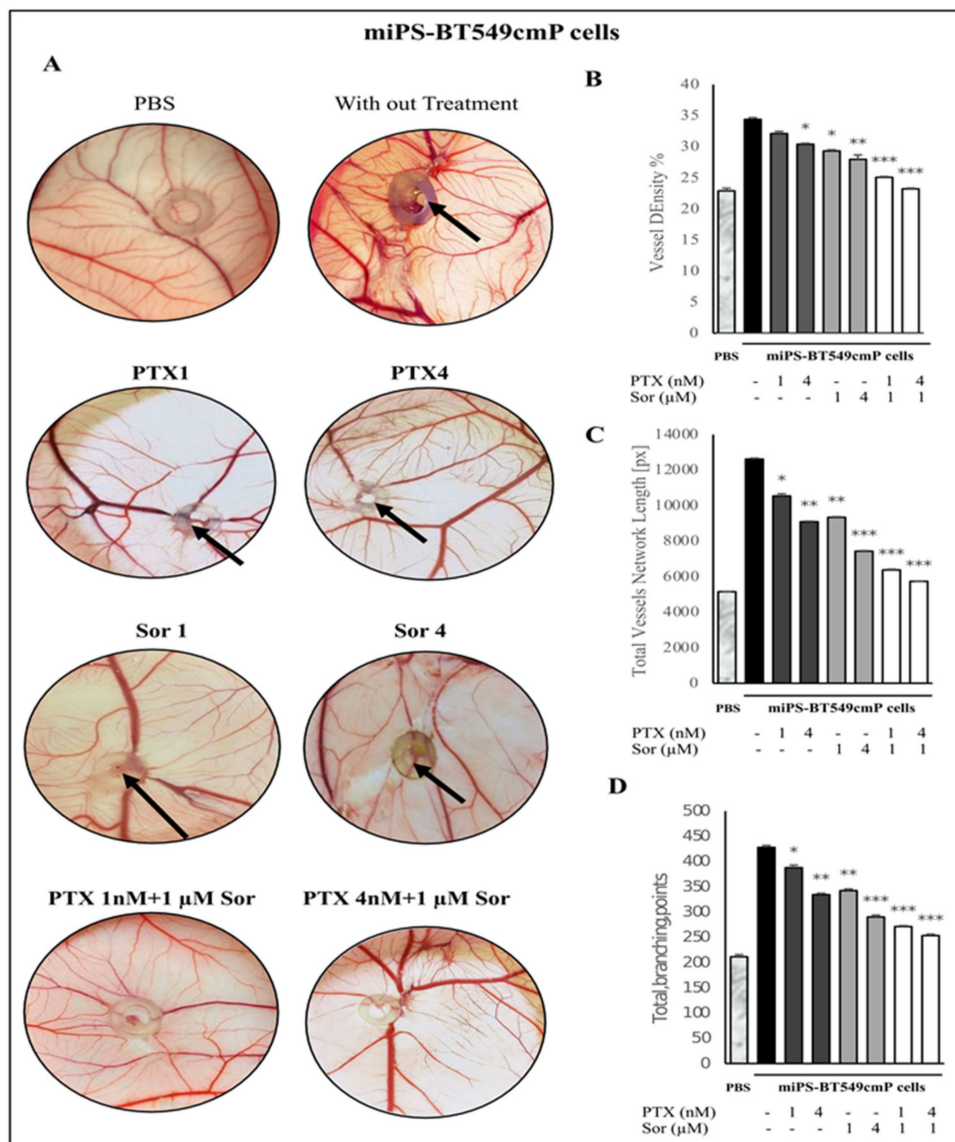 miPS-BT549cmP cells
A
PBS
With out Treatment
PTX1
PTX4
Sor 1
Sor 4
PTX 1nM+1 µM Sor
PTX 4nM+1 µM Sor
B
Vessel DEnsity %
40
35
30
25
20
15
10
5
0
* * ** *** ***
PBS
miPS-BT549cmP cells
PTX (nM) - 1 4 - - 1 4
Sor (µM) - - - 1 4 1 1
C
Total Vessels Network Length [px]
14000
12000
10000
8000
6000
4000
2000
0
* ** ** *** *** ***
PBS
miPS-BT549cmP cells
PTX (nM) - 1 4 - - 1 4
Sor (µM) - - - 1 4 1 1
D
Total,branching,points
500
450
400
350
300
250
200
150
100
50
0
* ** ** *** *** ***
PBS
miPS-BT549cmP cells
PTX (nM) - 1 4 - - 1 4
Sor (µM) - - - 1 4 1 1